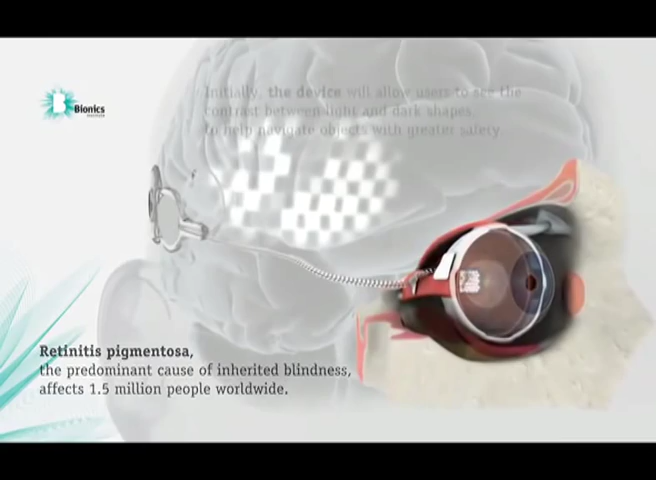 B
Bionics
Institute
Initially, the device will allow users to see the
contrast between light and dark shapes,
to help navigate objects with greater safety.
Retinitis pigmentosa,
the predominant cause of inherited blindness,
affects 1.5 million people worldwide.